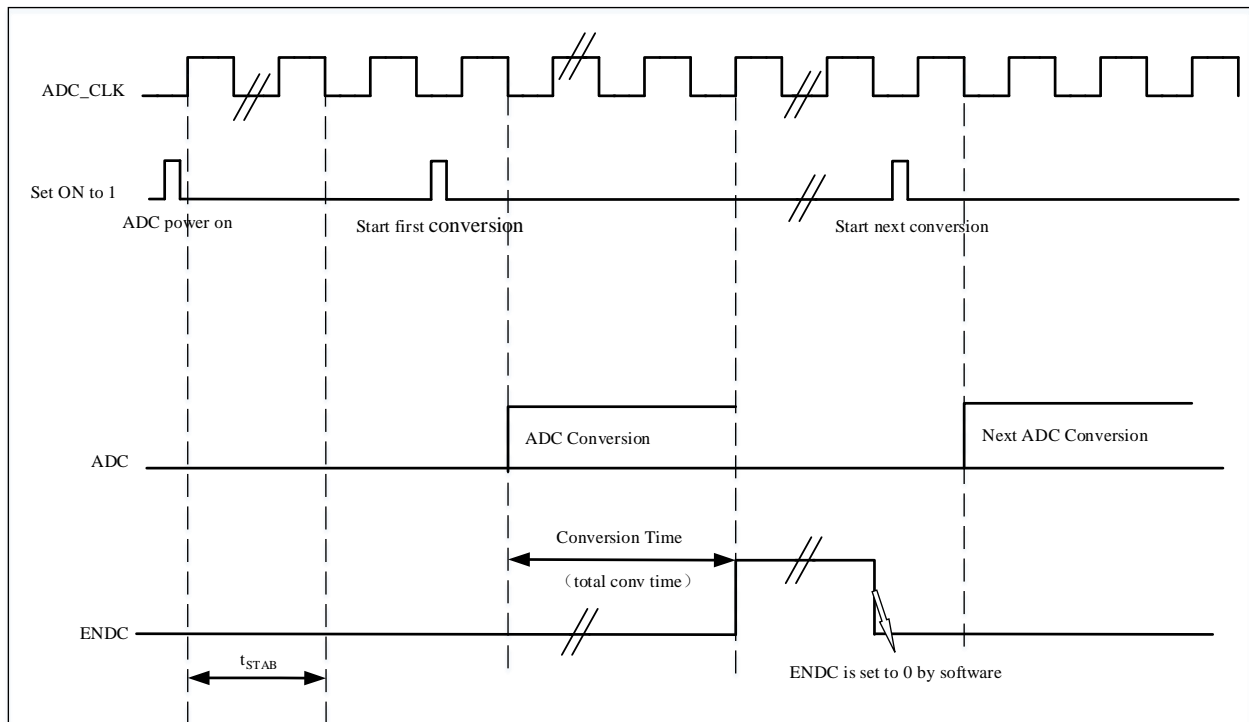 ADC_CLK
Set ON to 1
ADC power on
Start first conversion
Start next conversion
ADC Conversion
Next ADC Conversion
ADC
Conversion Time
（total conv time）
ENDC
tSTAB
ENDC is set to 0 by software